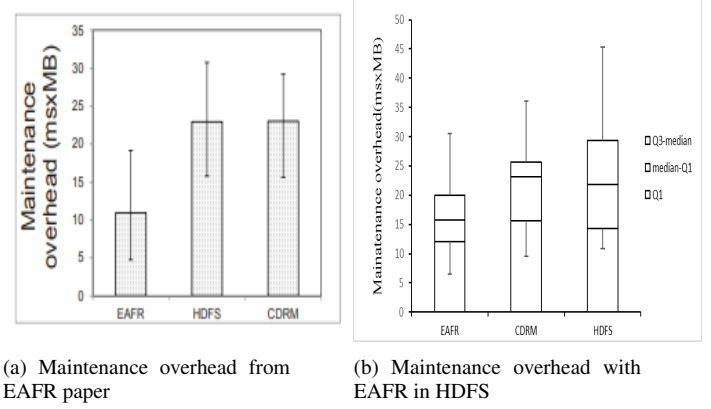 Maintenance
overhead (msxMB)
35
30
25
20
15
10
5
0
EAFR HDFS CDRM
Mainatenance overhead(msxMB)
50
45
40
35
30
25
20
15
10
5
0
EAFR CDRM HDFS
Q3-median
median-Q1
Q1
(a) Maintenance overhead from
EAFR paper
(b) Maintenance overhead with
EAFR in HDFS